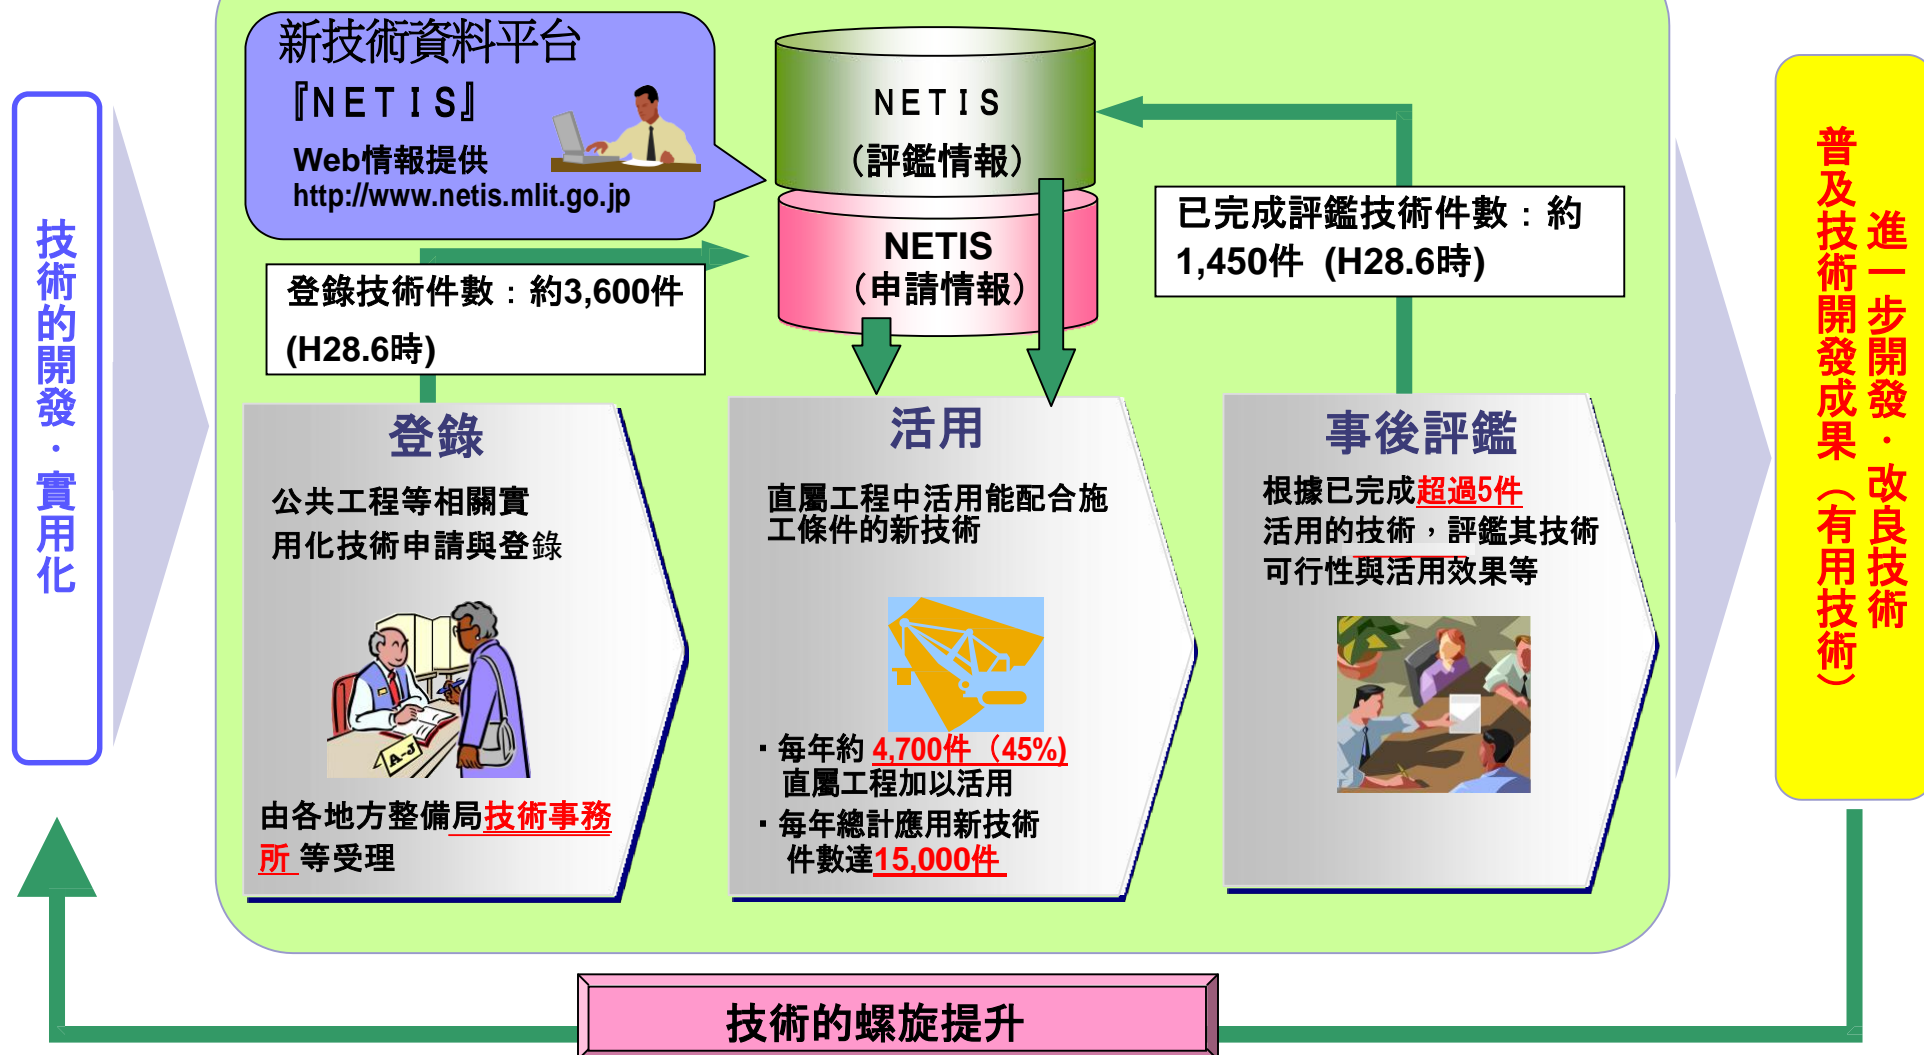 新技術資料平台
『NETIS』
Web情報提供
http://www.netis.mlit.go.jp
NETIS
（評鑑情報）
NETIS
（申請情報）
登錄技術件數：約3,600件
(H28.6時)
已完成評鑑技術件數：約
1,450件 (H28.6時)
技術的開發・實用化
登錄
公共工程等相關實
用化技術申請與登錄
A-J
由各地方整備局技術事務
所 等受理
活用
直屬工程中活用能配合施
工條件的新技術
・每年約 4,700件（45%)
直屬工程加以活用
・每年總計應用新技術
件數達15,000件
事後評鑑
根據已完成超過5件
活用的技術，評鑑其技術
可行性與活用效果等
進一步開發・改良技術
普及技術開發成果（有用技術）
技術的螺旋提升